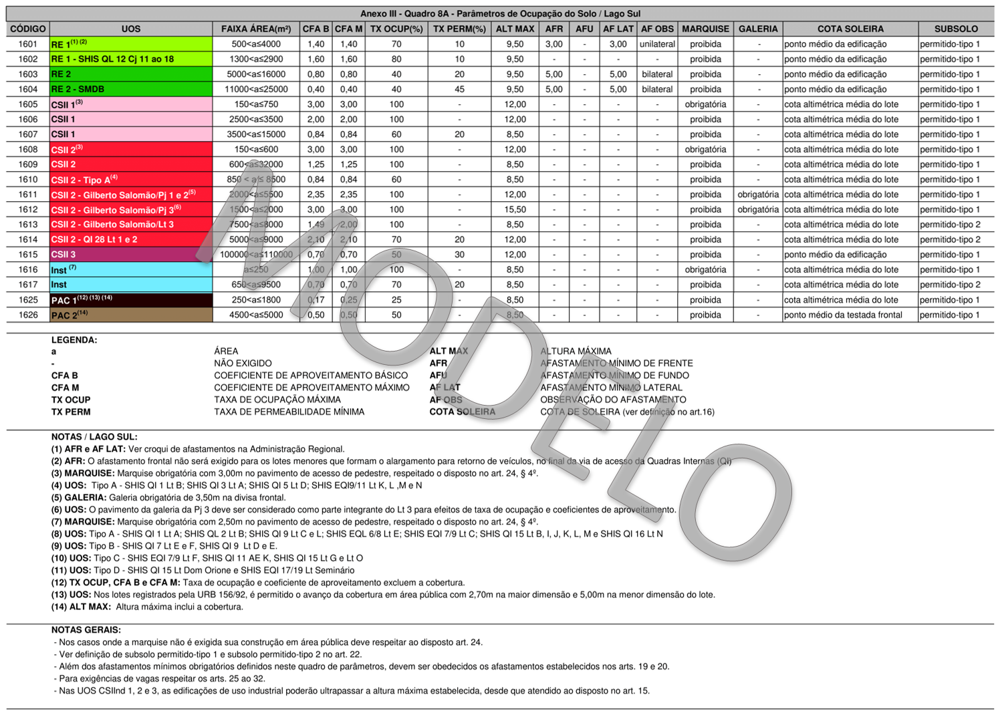 Anexo III - Quadro 8A - Parâmetros de Ocupação do Solo / Lago Sul
CÓDIGO UOS FAIXA ÁREA(m²) CFA B CFA M TX OCUP(%) TX PERM(%) ALT MAX AFR AFU AF LAT AF OBS MARQUISE GALERIA COTA SOLEIRA SUBSOLO
1601 RE 1(1) (2) 500<a≤4000 1,40 1,40 70 10 9,50 3,00 - 3,00 unilateral proibida - ponto médio da edificação permitido-tipo 1
1602 RE 1 - SHIS QL 12 Cj 11 ao 18 1300<a≤2900 1,60 1,60 80 10 9,50 - - - - proibida - ponto médio da edificação permitido-tipo 1
1603 RE 2 5000<a≤16000 0,80 0,80 40 20 9,50 5,00 - 5,00 bilateral proibida - ponto médio da edificação permitido-tipo 1
1604 RE 2 - SMDB 11000<a≤25000 0,40 0,40 40 45 9,50 5,00 - 5,00 bilateral proibida - ponto médio da edificação permitido-tipo 1
1605 CSII 1(3) 150<a≤750 3,00 3,00 100 - 12,00 - - - - obrigatória - cota altimétrica média do lote permitido-tipo 1
1606 CSII 1 2500<a≤3500 2,00 2,00 100 - 12,00 - - - - proibida - cota altimétrica média do lote permitido-tipo 1
1607 CSII 1 3500<a≤15000 0,84 0,84 60 20 8,50 - - - - proibida - cota altimétrica média do lote permitido-tipo 1
1608 CSII 2(3) 150<a≤600 3,00 3,00 100 - 12,00 - - - - obrigatória - cota altimétrica média do lote permitido-tipo 1
1609 CSII 2 600<a≤32000 1,25 1,25 100 - 8,50 - - - - proibida - cota altimétrica média do lote permitido-tipo 1
1610 CSII 2 - Tipo A(4) 850 < a ≤ 8500 0,84 0,84 60 - 8,50 - - - - proibida - cota altimétrica média do lote permitido-tipo 1
1611 CSII 2 - Gilberto Salomão/Pj 1 e 2(5) 2000<a≤5500 2,35 2,35 100 - 12,00 - - - - proibida obrigatória cota altimétrica média do lote permitido-tipo 1
1612 CSII 2 - Gilberto Salomão/Pj 3(6) 1500<a≤2000 3,00 3,00 100 - 15,50 - - - - proibida obrigatória cota altimétrica média do lote permitido-tipo 1
1613 CSII 2 - Gilberto Salomão/Lt 3 7500<a≤8000 1,49 2,00 100 - 8,50 - - - - proibida - cota altimétrica média do lote permitido-tipo 2
1614 CSII 2 - QI 28 Lt 1 e 2 5000<a≤9000 2,10 2,10 70 20 12,00 - - - - proibida - cota altimétrica média do lote permitido-tipo 2
1615 CSII 3 100000<a≤110000 0,70 0,70 50 30 12,00 - - - - proibida - ponto médio da edificação permitido-tipo 1
1616 Inst (7) a≤250 1,00 1,00 100 - 8,50 - - - - obrigatória - cota altimétrica média do lote permitido-tipo 1
1617 Inst 650<a≤9500 0,70 0,70 70 20 8,50 - - - - proibida - cota altimétrica média do lote permitido-tipo 2
1625 PAC 1(12) (13) (14) 250<a≤1800 0,17 0,25 25 - 8,50 - - - - proibida - cota altimétrica média do lote permitido-tipo 1
1626 PAC 2(14) 4500<a≤5000 0,50 0,50 50 - 8,50 - - - - proibida - ponto médio da testada frontal permitido-tipo 1
MODELO
LEGENDA:
a ÁREA ALT MAX ALTURA MÁXIMA
- NÃO EXIGIDO AFR AFASTAMENTO MÍNIMO DE FRENTE
CFA B COEFICIENTE DE APROVEITAMENTO BÁSICO AFU AFASTAMENTO MÍNIMO DE FUNDO
CFA M COEFICIENTE DE APROVEITAMENTO MÁXIMO AF LAT AFASTAMENTO MÍNIMO LATERAL
TX OCUP TAXA DE OCUPAÇÃO MÁXIMA AF OBS OBSERVAÇÃO DO AFASTAMENTO
TX PERM TAXA DE PERMEABILIDADE MÍNIMA COTA SOLEIRA COTA DE SOLEIRA (ver definição no art.16)
NOTAS / LAGO SUL:
(1) AFR e AF LAT: Ver croqui de afastamentos na Administração Regional.
(2) AFR: O afastamento frontal não será exigido para os lotes menores que formam o alargamento para retorno de veículos, no final da via de acesso da Quadras Internas (QI)
(3) MARQUISE: Marquise obrigatória com 3,00m no pavimento de acesso de pedestre, respeitado o disposto no art. 24, § 4º.
(4) UOS: Tipo A - SHIS QI 1 Lt B; SHIS QI 3 Lt A; SHIS QI 5 Lt D; SHIS EQI9/11 Lt K, L ,M e N
(5) GALERIA: Galeria obrigatória de 3,50m na divisa frontal.
(6) UOS: O pavimento da galeria da Pj 3 deve ser considerado como parte integrante do Lt 3 para efeitos de taxa de ocupação e coeficientes de aproveitamento.
(7) MARQUISE: Marquise obrigatória com 2,50m no pavimento de acesso de pedestre, respeitado o disposto no art. 24, § 4º.
(8) UOS: Tipo A - SHIS QI 1 Lt A; SHIS QL 2 Lt B; SHIS QI 9 Lt C e L; SHIS EQL 6/8 Lt E; SHIS EQI 7/9 Lt C; SHIS QI 15 Lt B, I, J, K, L, M e SHIS QI 16 Lt N
(9) UOS: Tipo B - SHIS QI 7 Lt E e F, SHIS QI 9 Lt D e E.
(10) UOS: Tipo C - SHIS EQI 7/9 Lt F, SHIS QI 11 AE K, SHIS QI 15 Lt G e Lt O
(11) UOS: Tipo D - SHIS QI 15 Lt Dom Orione e SHIS EQI 17/19 Lt Seminário
(12) TX OCUP, CFA B e CFA M: Taxa de ocupação e coeficiente de aproveitamento excluem a cobertura.
(13) UOS: Nos lotes registrados pela URB 156/92, é permitido o avanço da cobertura em área pública com 2,70m na maior dimensão e 5,00m na menor dimensão do lote.
(14) ALT MAX: Altura máxima inclui a cobertura.
NOTAS GERAIS:
- Nos casos onde a marquise não é exigida sua construção em área pública deve respeitar ao disposto art. 24.
- Ver definição de subsolo permitido-tipo 1 e subsolo permitido-tipo 2 no art. 22.
- Além dos afastamentos mínimos obrigatórios definidos neste quadro de parâmetros, devem ser obedecidos os afastamentos estabelecidos nos arts. 19 e 20.
- Para exigências de vagas respeitar os arts. 25 ao 32.
- Nas UOS CSIInd 1, 2 e 3, as edificações de uso industrial poderão ultrapassar a altura máxima estabelecida, desde que atendido ao disposto no art. 15.